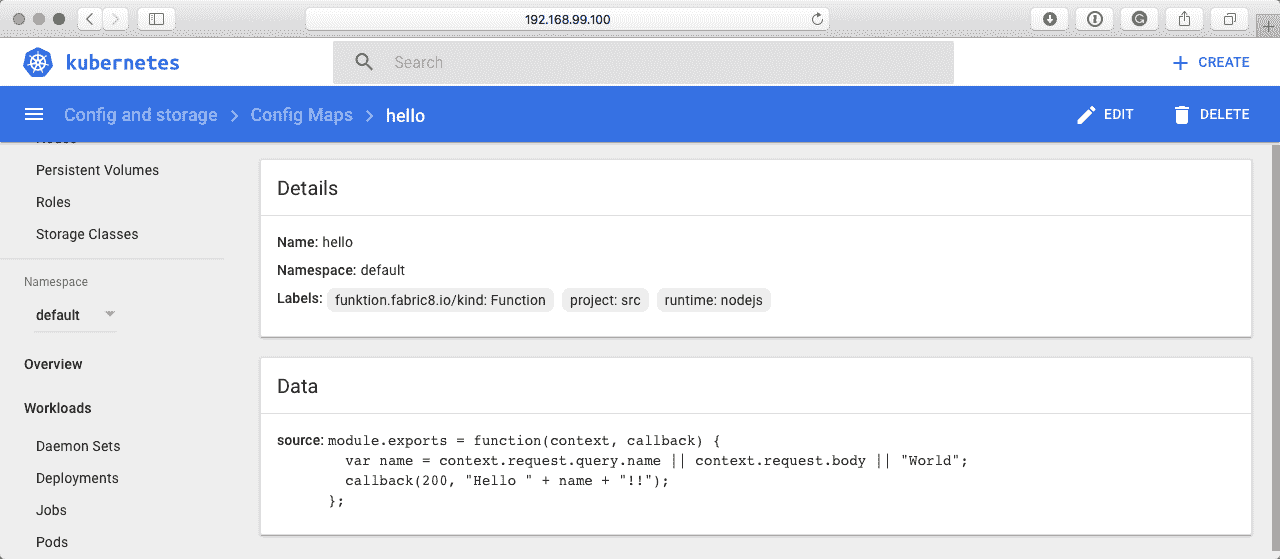 192.168.99.100
kubernetes
Search
+ CREATE
Config and storage > Config Maps > hello
EDIT
DELETE
Nodes
Persistent Volumes
Roles
Storage Classes
Namespace
default
Overview
Workloads
Daemon Sets
Deployments
Jobs
Pods
Details
Name: hello
Namespace: default
Labels: funktion.fabric8.io/kind: Function project: src runtime: nodejs
Data
source: module.exports = function(context, callback) {
  var name = context.request.query.name || context.request.body || "World";
  callback(200, "Hello " + name + "!!");
};